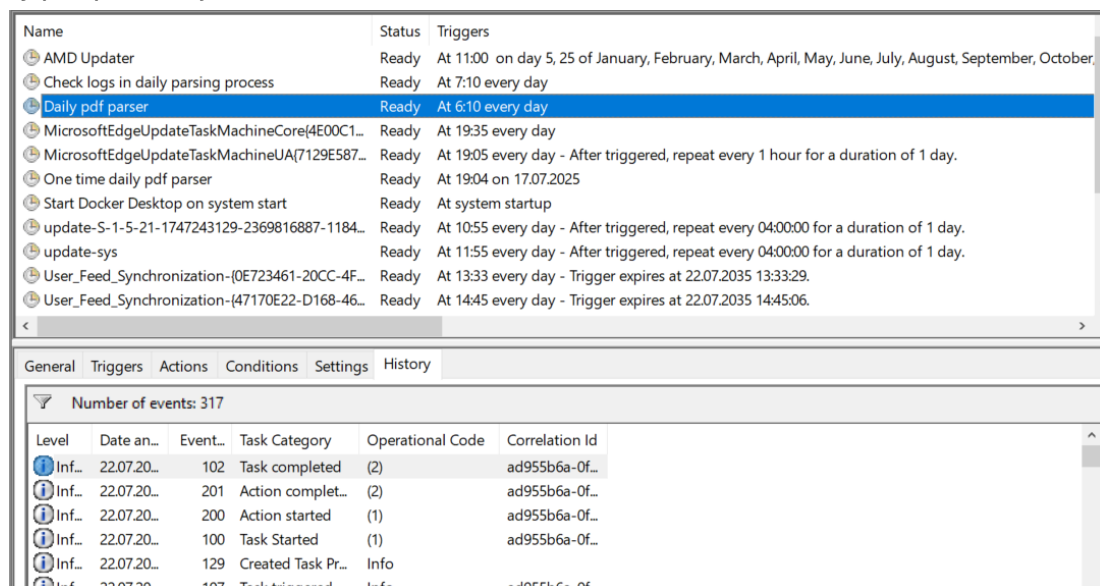 Name Status Triggers
AMD Updater Ready At 11:00 on day 5, 25 of January, February, March, April, May, June, July, August, September, October,
Check logs in daily parsing process Ready At 7:10 every day
Daily pdf parser Ready At 6:10 every day
MicrosoftEdgeUpdateTaskMachineCore{4E00C1... Ready At 19:35 every day
MicrosoftEdgeUpdateTaskMachineUA{7129E587... Ready At 19:05 every day - After triggered, repeat every 1 hour for a duration of 1 day.
One time daily pdf parser Ready At 19:04 on 17.07.2025
Start Docker Desktop on system start Ready At system startup
update-S-1-5-21-1747243129-2369816887-1184... Ready At 10:55 every day - After triggered, repeat every 04:00:00 for a duration of 1 day.
update-sys Ready At 11:55 every day - After triggered, repeat every 04:00:00 for a duration of 1 day.
User_Feed_Synchronization-{0E723461-20CC-4F... Ready At 13:33 every day - Trigger expires at 22.07.2035 13:33:29.
User_Feed_Synchronization-{47170E22-D168-46... Ready At 14:45 every day - Trigger expires at 22.07.2035 14:45:06.
General Triggers Actions Conditions Settings History
Number of events: 317
Level Date an... Event... Task Category Operational Code Correlation Id
Inf... 22.07.20... 102 Task completed (2) ad955b6a-0f...
Inf... 22.07.20... 201 Action complet... (2) ad955b6a-0f...
Inf... 22.07.20... 200 Action started (1) ad955b6a-0f...
Inf... 22.07.20... 100 Task Started (1) ad955b6a-0f...
Inf... 22.07.20... 129 Created Task Pr... Info
Inf... 22.07.20... 107 Task triggered Info ad955b6a-0f...